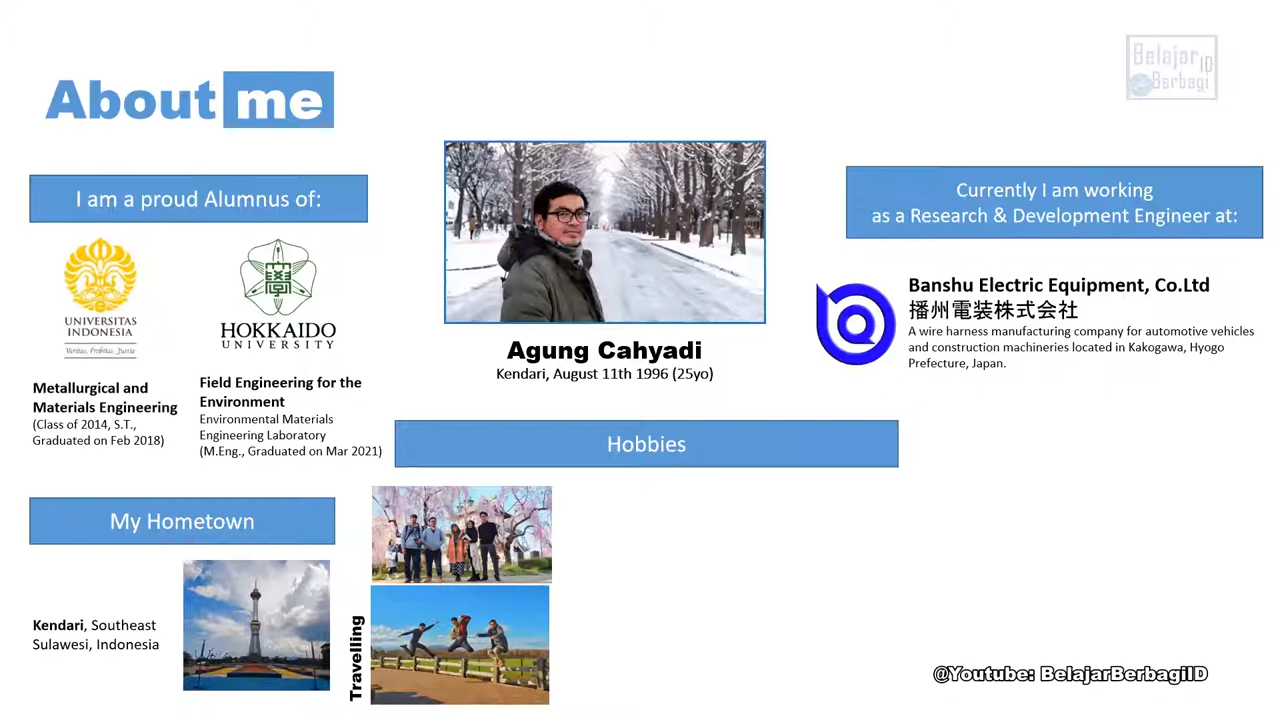 Belajar
ID
Berbagi
About me
I am a proud Alumnus of:
UNIVERSITAS
INDONESIA
Veritas, Probitas, Justitia
HOKKAIDO
UNIVERSITY
Metallurgical and
Materials Engineering
(Class of 2014, S.T.,
Graduated on Feb 2018)
Field Engineering for the
Environment
Environmental Materials
Engineering Laboratory
(M.Eng., Graduated on Mar 2021)
My Hometown
Kendari, Southeast
Sulawesi, Indonesia
Agung Cahyadi
Kendari, August 11th 1996 (25yo)
Hobbies
Travelling
Currently I am working
as a Research & Development Engineer at:
Banshu Electric Equipment, Co.Ltd
播州電装株式会社
A wire harness manufacturing company for automotive vehicles
and construction machineries located in Kakogawa, Hyogo
Prefecture, Japan.
@Youtube: BelajarBerbagiID